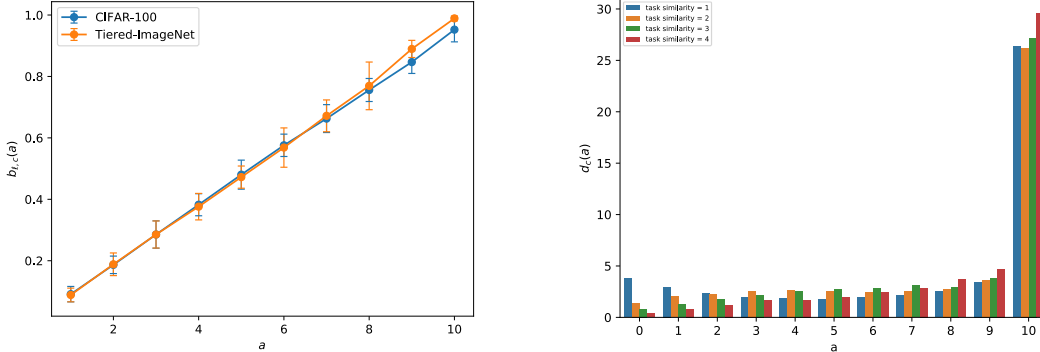 CIFAR-100
Tiered-ImageNet
1.0
0.8
0.6
0.4
0.2
b_{t,c}(a)
2
4
6
8
10
a
task similarity = 1
task similarity = 2
task similarity = 3
task similarity = 4
30
25
20
15
10
5
0
d_c(a)
0
1
2
3
4
5
6
7
8
9
10
a